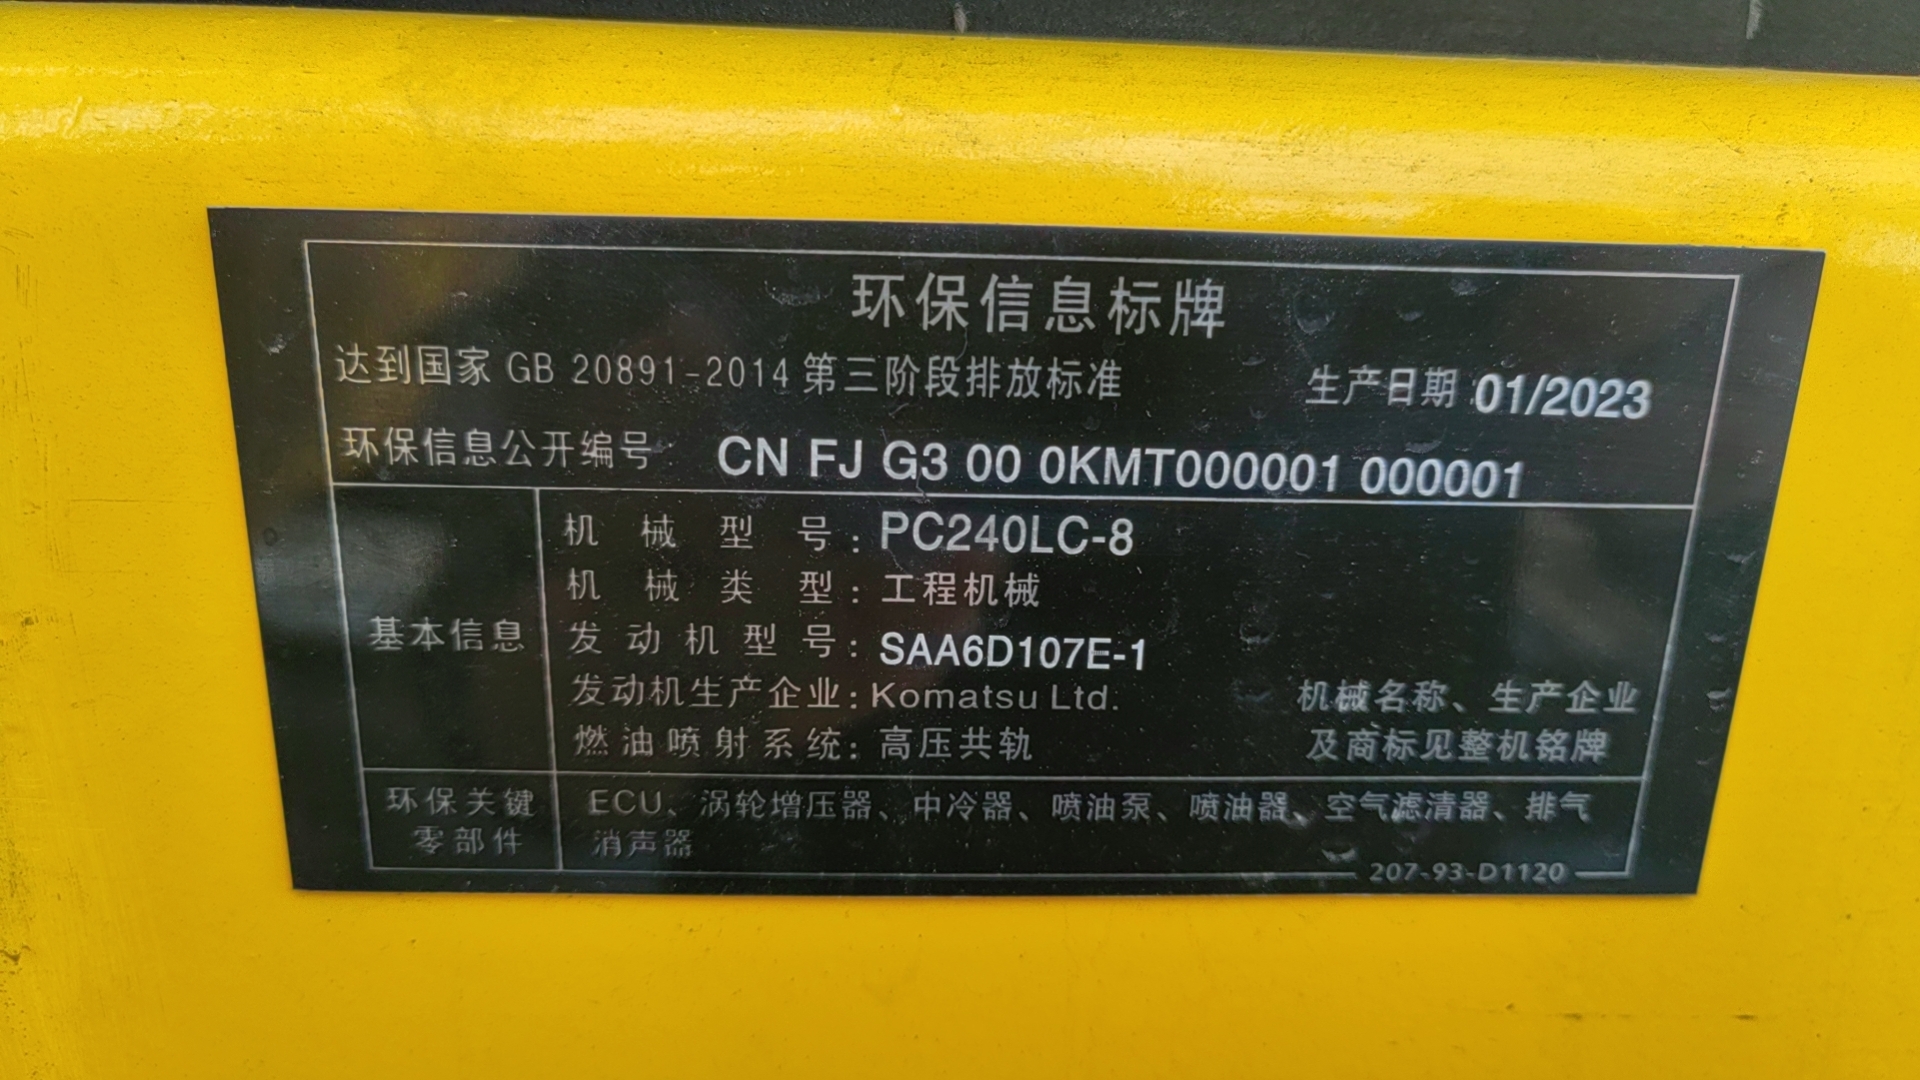 环保信息标牌
达到国家 GB 20891-2014 第三阶段排放标准 生产日期 01/2023
环保信息公开编号: CN FJ G3 00 0KMT000001 000001
基本信息
机械型号:PC240LC-8
机械类型:工程机械
发动机型号:SAA6D107E-1
发动机生产企业:Komatsu Ltd.
燃油喷射系统:高压共轨
机械名称、生产企业
及商标见整机铭牌
环保关键
零部件
ECU、涡轮增压器、中冷器、喷油泵、喷油器、空气滤清器、排气
消声器
207-93-D1120